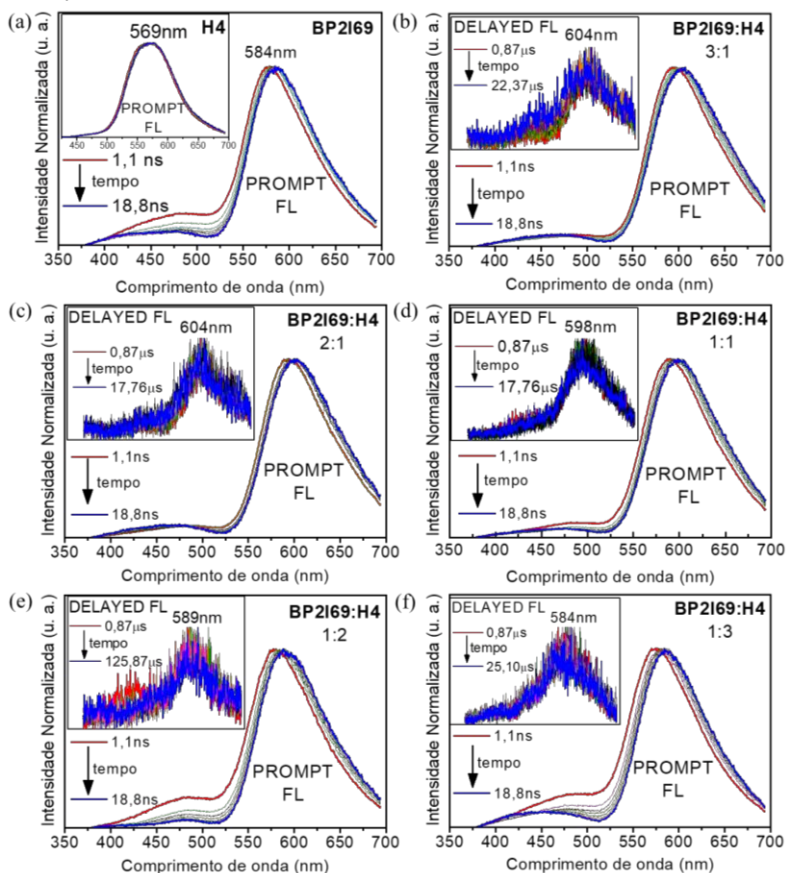 (a)
H4
569nm
PROMPT
FL
450 500 550 600 650 700
BP2I69
584nm
1,1 ns
tempo
18,8ns
PROMPT
FL
Intensidade Normalizada (u. a.)
350 400 450 500 550 600 650 700
Comprimento de onda (nm)
(b)
DELAYED FL
0,87µs
tempo
22,37µs
604nm
BP2I69:H4
3:1
1,1ns
tempo
18,8ns
PROMPT
FL
Intensidade Normalizada (u. a.)
350 400 450 500 550 600 650 700
Comprimento de onda (nm)
(c)
DELAYED FL
0,87µs
tempo
17,76µs
604nm
BP2I69:H4
2:1
1,1ns
tempo
18,8ns
PROMPT
FL
Intensidade Normalizada (u. a.)
350 400 450 500 550 600 650 700
Comprimento de onda (nm)
(d)
DELAYED FL
0,87µs
tempo
17,76µs
598nm
BP2I69:H4
1:1
1,1ns
tempo
18,8ns
PROMPT
FL
Intensidade Normalizada (u. a.)
350 400 450 500 550 600 650 700
Comprimento de onda (nm)
(e)
DELAYED FL
0,87µs
tempo
125,87µs
589nm
BP2I69:H4
1:2
1,1ns
tempo
18,8ns
PROMPT
FL
Intensidade Normalizada (u. a.)
350 400 450 500 550 600 650 700
Comprimento de onda (nm)
(f)
DELAYED FL
0,87µs
tempo
25,10µs
584nm
BP2I69:H4
1:3
1,1ns
tempo
18,8ns
PROMPT
FL
Intensidade Normalizada (u. a.)
350 400 450 500 550 600 650 700
Comprimento de onda (nm)